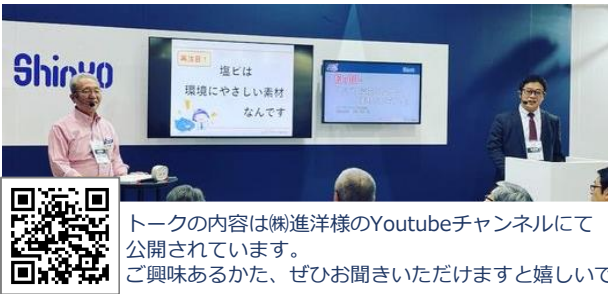 Shinyo
再注目!
塩ビは
環境にやさしい素材
なんです
トークの内容は㈱進洋様のYoutubeチャンネルにて
公開されています。
ご興味あるかた、ぜひお聞きいただけますと嬉しいで